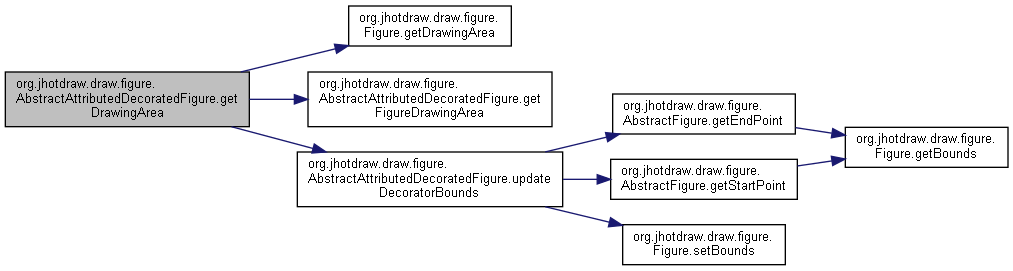 org.jhotdraw.draw.figure.
AbstractAttributedDecoratedFigure.get
DrawingArea
org.jhotdraw.draw.figure.
Figure.getDrawingArea
org.jhotdraw.draw.figure.
AbstractAttributedDecoratedFigure.get
FigureDrawingArea
org.jhotdraw.draw.figure.
AbstractAttributedDecoratedFigure.update
DecoratorBounds
org.jhotdraw.draw.figure.
AbstractFigure.getEndPoint
org.jhotdraw.draw.figure.
AbstractFigure.getStartPoint
org.jhotdraw.draw.figure.
Figure.setBounds
org.jhotdraw.draw.figure.
Figure.getBounds